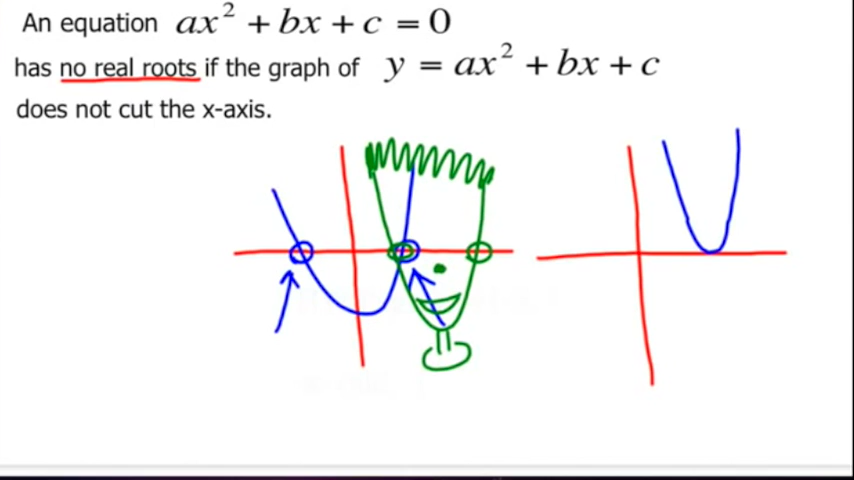 An equation ax² + bx + c = 0
has no real roots if the graph of y = ax² + bx + c
does not cut the x-axis.